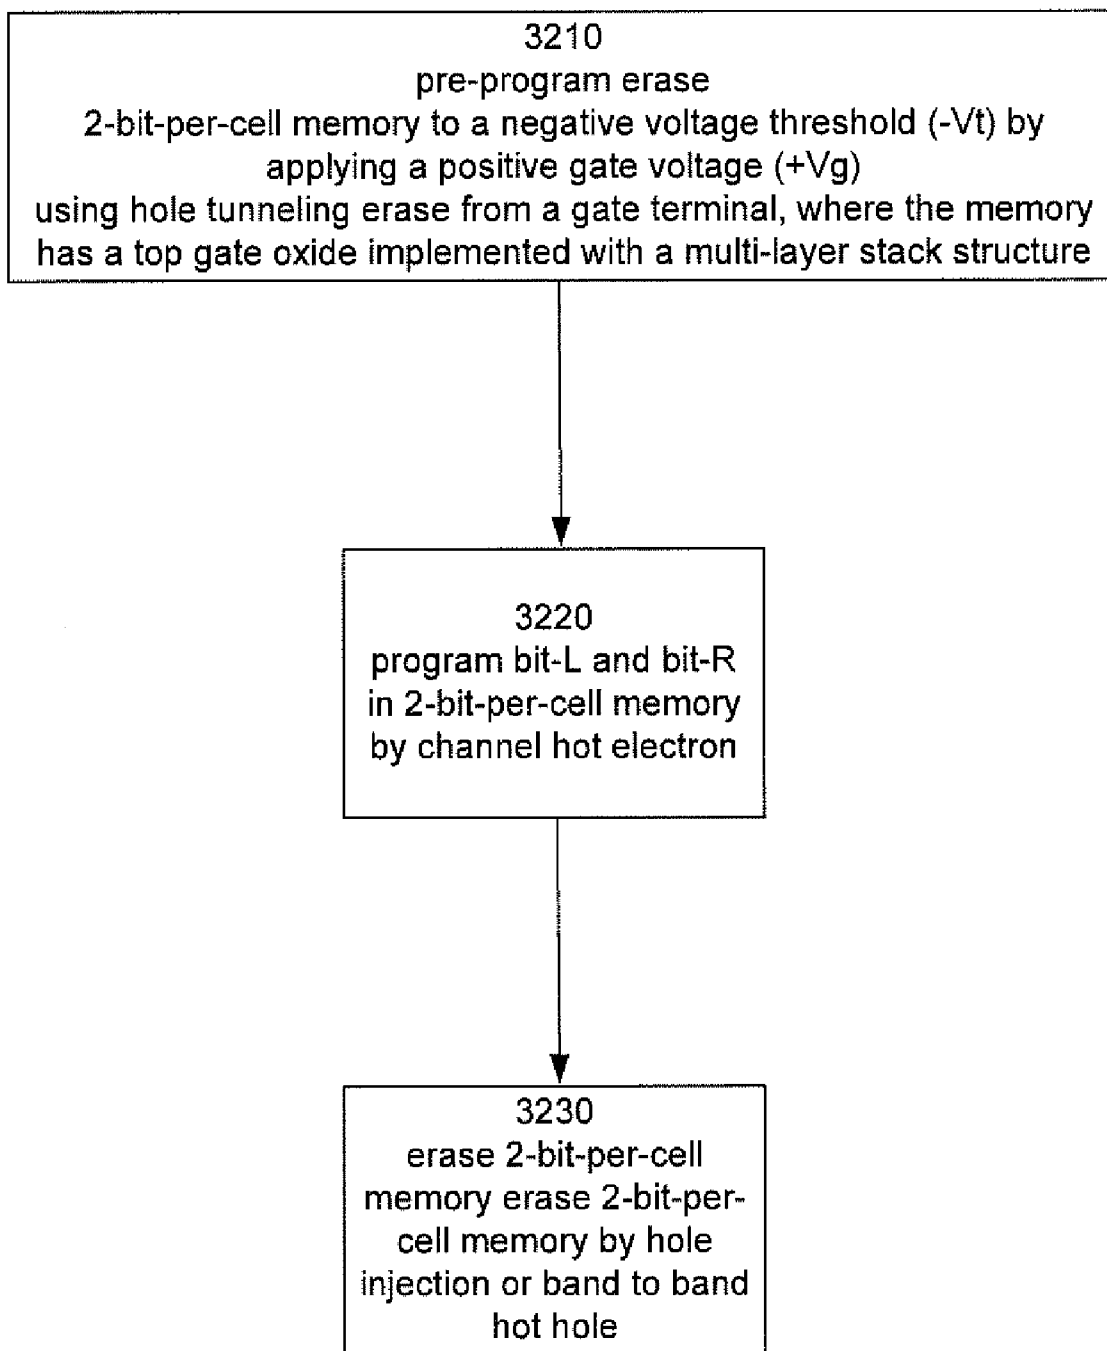 3210
pre-program erase
2-bit-per-cell memory to a negative voltage threshold (-Vt) by
applying a positive gate voltage (+Vg)
using hole tunneling erase from a gate terminal, where the memory
has a top gate oxide implemented with a multi-layer stack structure
3220
program bit-L and bit-R
in 2-bit-per-cell memory
by channel hot electron
3230
erase 2-bit-per-cell
memory erase 2-bit-per-
cell memory by hole
injection or band to band
hot hole